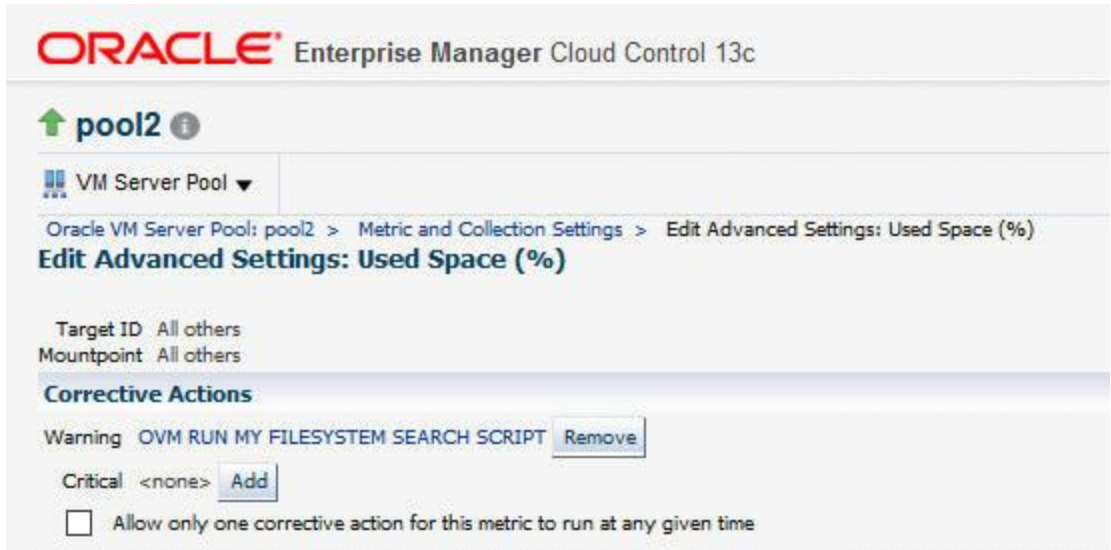 ORACLE Enterprise Manager Cloud Control 13c
pool2
VM Server Pool
Oracle VM Server Pool: pool2 > Metric and Collection Settings > Edit Advanced Settings: Used Space (%)
Edit Advanced Settings: Used Space (%)
Target ID All others
Mountpoint All others
Corrective Actions
Warning OVM RUN MY FILESYSTEM SEARCH SCRIPT Remove
Critical <none> Add
Allow only one corrective action for this metric to run at any given time